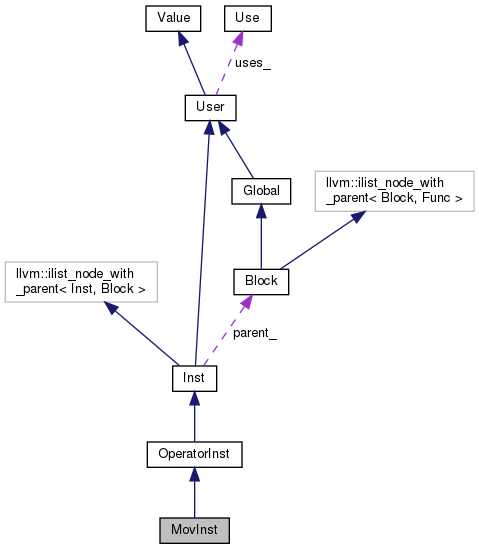 Value
Use
uses_
User
Global
llvm::ilist_node_with
_parent< Block, Func >
llvm::ilist_node_with
_parent< Inst, Block >
Block
parent_
Inst
OperatorInst
MovInst